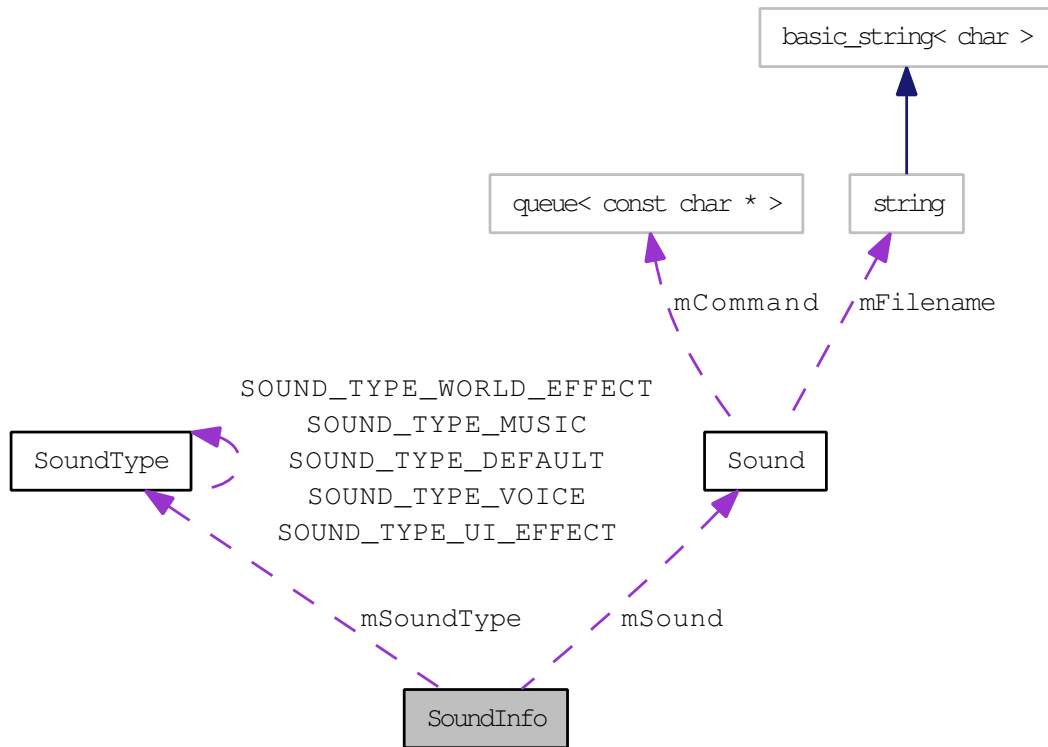 basic_string< char >
queue< const char * >
string
mCommand
mFilename
SOUND_TYPE_WORLD_EFFECT
SOUND_TYPE_MUSIC
SOUND_TYPE_DEFAULT
SOUND_TYPE_VOICE
SOUND_TYPE_UI_EFFECT
SoundType
Sound
mSoundType
mSound
SoundInfo